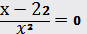 x − 22
x²
= 0